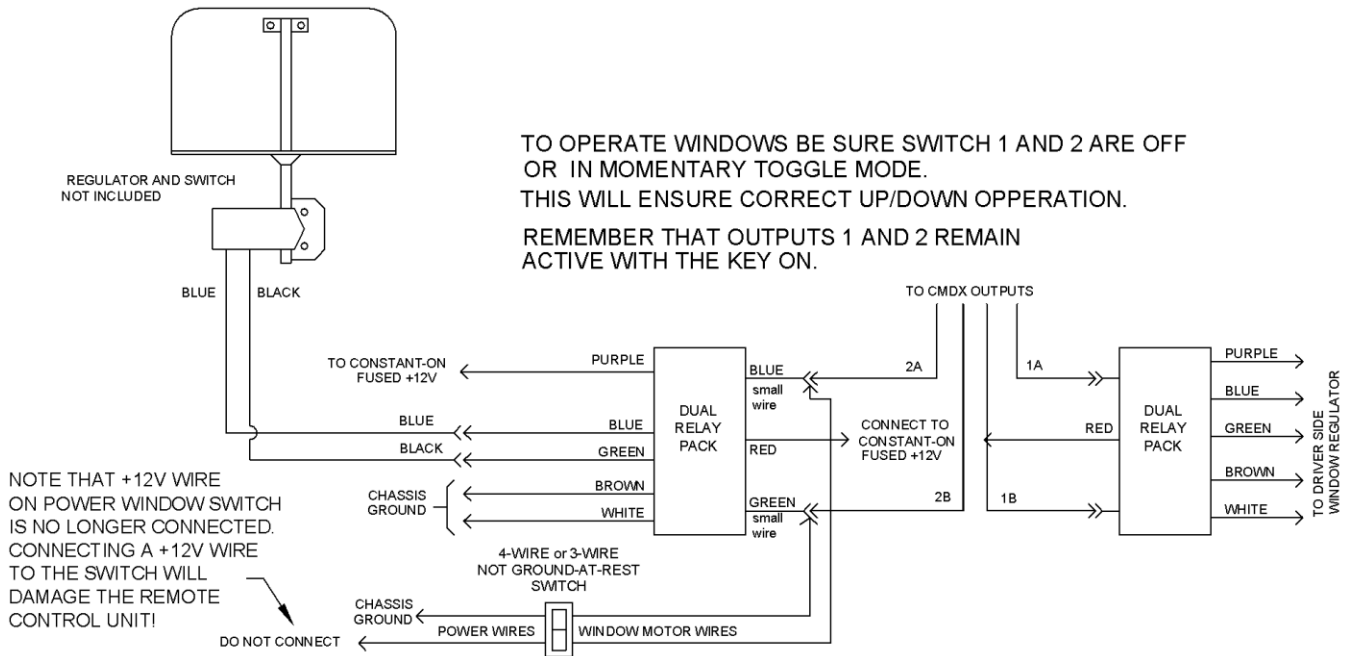 REGULATOR AND SWITCH
NOT INCLUDED
TO OPERATE WINDOWS BE SURE SWITCH 1 AND 2 ARE OFF
OR IN MOMENTARY TOGGLE MODE.
THIS WILL ENSURE CORRECT UP/DOWN OPPERATION.
REMEMBER THAT OUTPUTS 1 AND 2 REMAIN
ACTIVE WITH THE KEY ON.
BLUE
BLACK
TO CMDX OUTPUTS
TO CONSTANT-ON
FUSED +12V
PURPLE
BLUE
BLUE
BLACK
GREEN
CHASSIS
GROUND
BROWN
WHITE
DUAL
RELAY
PACK
BLUE
small
wire
RED
GREEN
small
wire
2A
CONNECT TO
CONSTANT-ON
FUSED +12V
2B
1A
RED
1B
DUAL
RELAY
PACK
PURPLE
BLUE
GREEN
BROWN
WHITE
TO DRIVER SIDE
WINDOW REGULATOR
NOTE THAT +12V WIRE
ON POWER WINDOW SWITCH
IS NO LONGER CONNECTED.
CONNECTING A +12V WIRE
TO THE SWITCH WILL
DAMAGE THE REMOTE
CONTROL UNIT!
4-WIRE or 3-WIRE
NOT GROUND-AT-REST
SWITCH
CHASSIS
GROUND
POWER WIRES
WINDOW MOTOR WIRES
DO NOT CONNECT